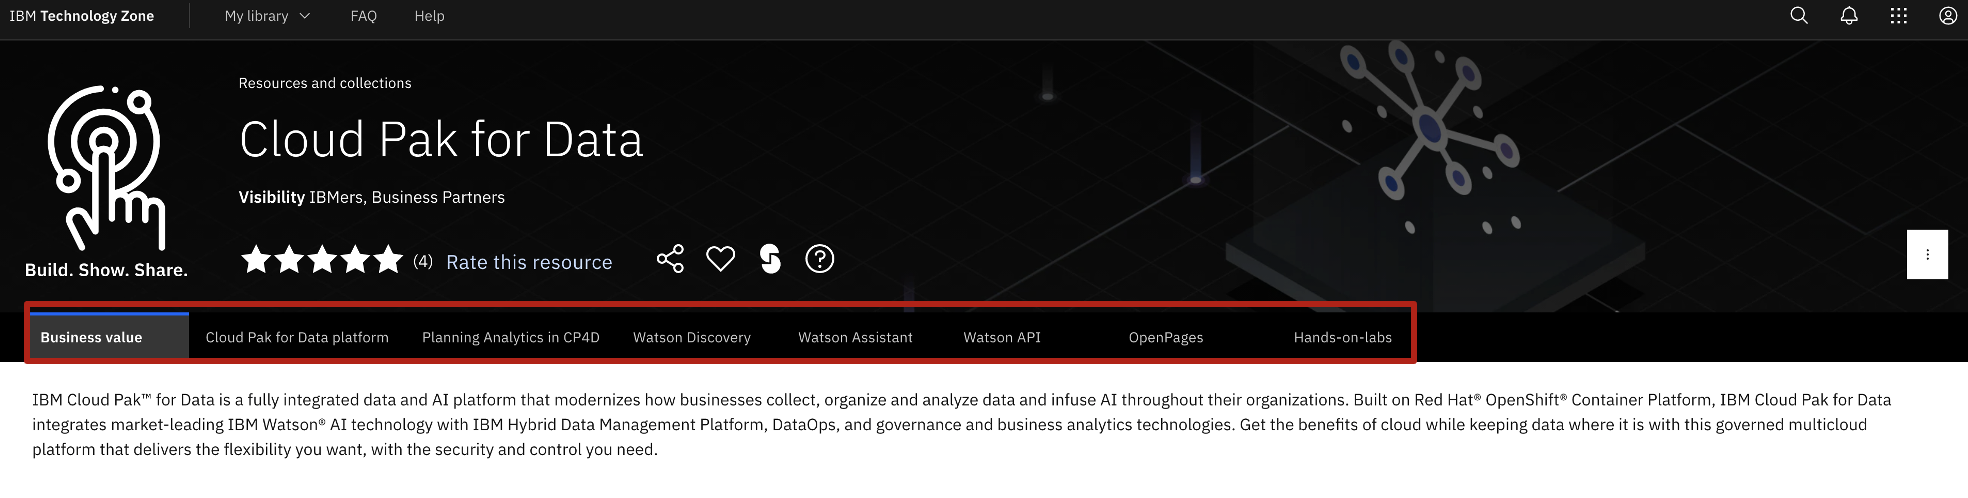 IBM Technology Zone
My library
FAQ
Help
Resources and collections
Cloud Pak for Data
Visibility IBMers, Business Partners
(4) Rate this resource
Build. Show. Share.
Business value
Cloud Pak for Data platform
Planning Analytics in CP4D
Watson Discovery
Watson Assistant
Watson API
OpenPages
Hands-on-labs
IBM Cloud Pak™ for Data is a fully integrated data and AI platform that modernizes how businesses collect, organize and analyze data and infuse AI throughout their organizations. Built on Red Hat® OpenShift® Container Platform, IBM Cloud Pak for Data
integrates market-leading IBM Watson® AI technology with IBM Hybrid Data Management Platform, DataOps, and governance and business analytics technologies. Get the benefits of cloud while keeping data where it is with this governed multicloud
platform that delivers the flexibility you want, with the security and control you need.